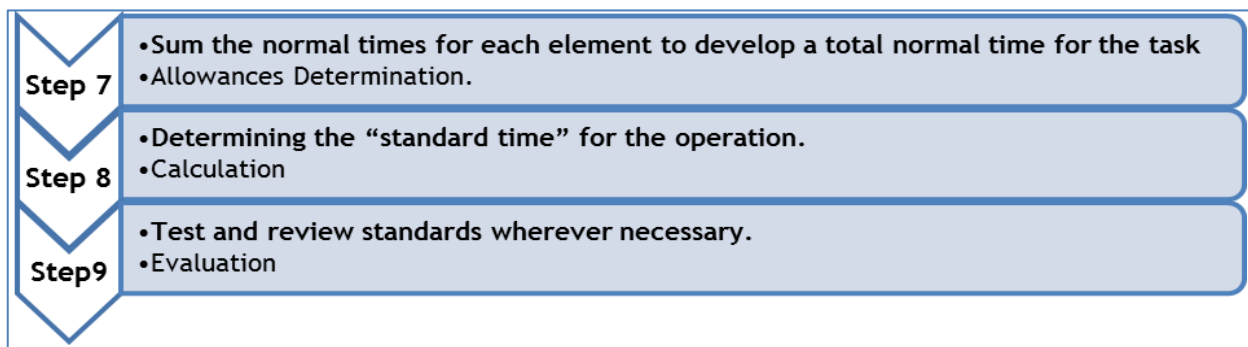 Step 7
•Sum the normal times for each element to develop a total normal time for the task
•Allowances Determination.
Step 8
•Determining the “standard time” for the operation.
•Calculation
Step9
•Test and review standards wherever necessary.
•Evaluation